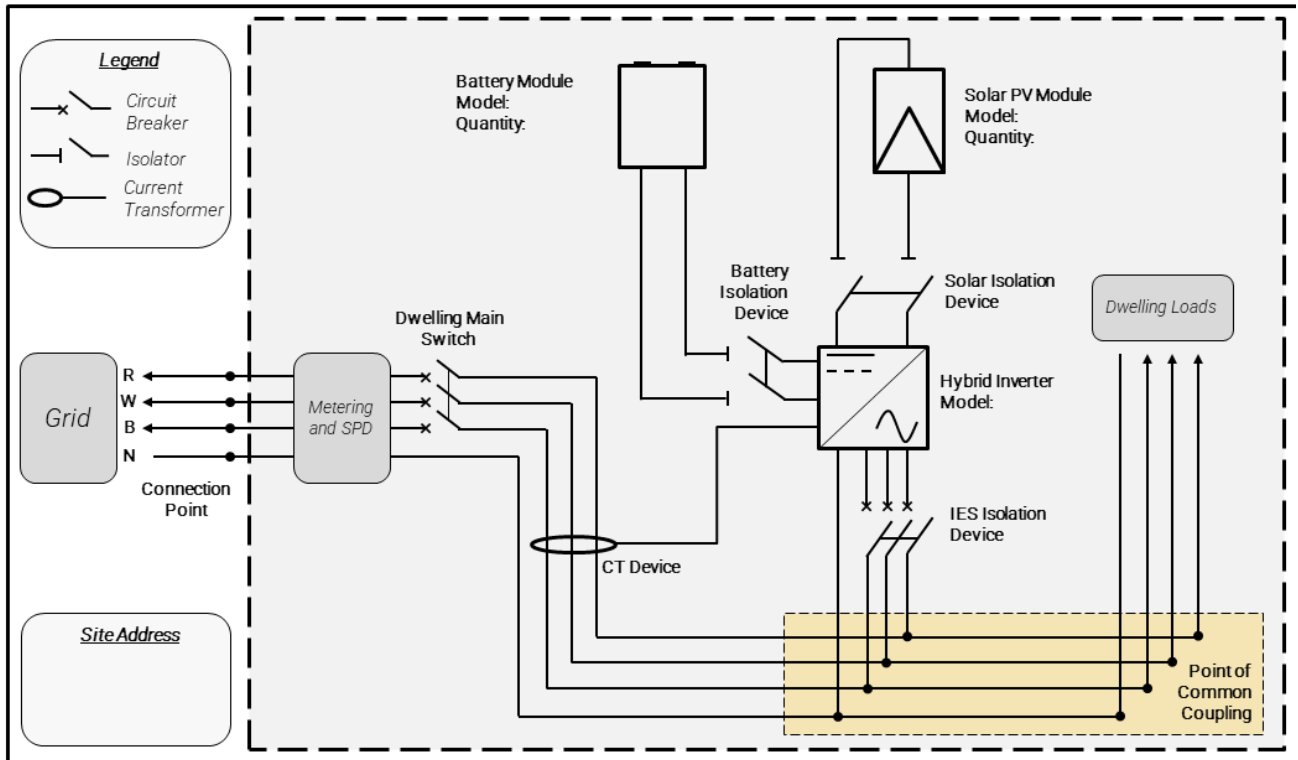 Legend
Circuit
Breaker
Isolator
Current
Transformer
Battery Module
Model:
Quantity:
Solar PV Module
Model:
Quantity:
Battery
Isolation
Device
Solar Isolation
Device
Dwelling Loads
Dwelling Main
Switch
Grid
R
W
B
N
Metering
and SPD
Hybrid Inverter
Model:
Connection
Point
IES Isolation
Device
CT Device
Site Address
Point of
Common
Coupling